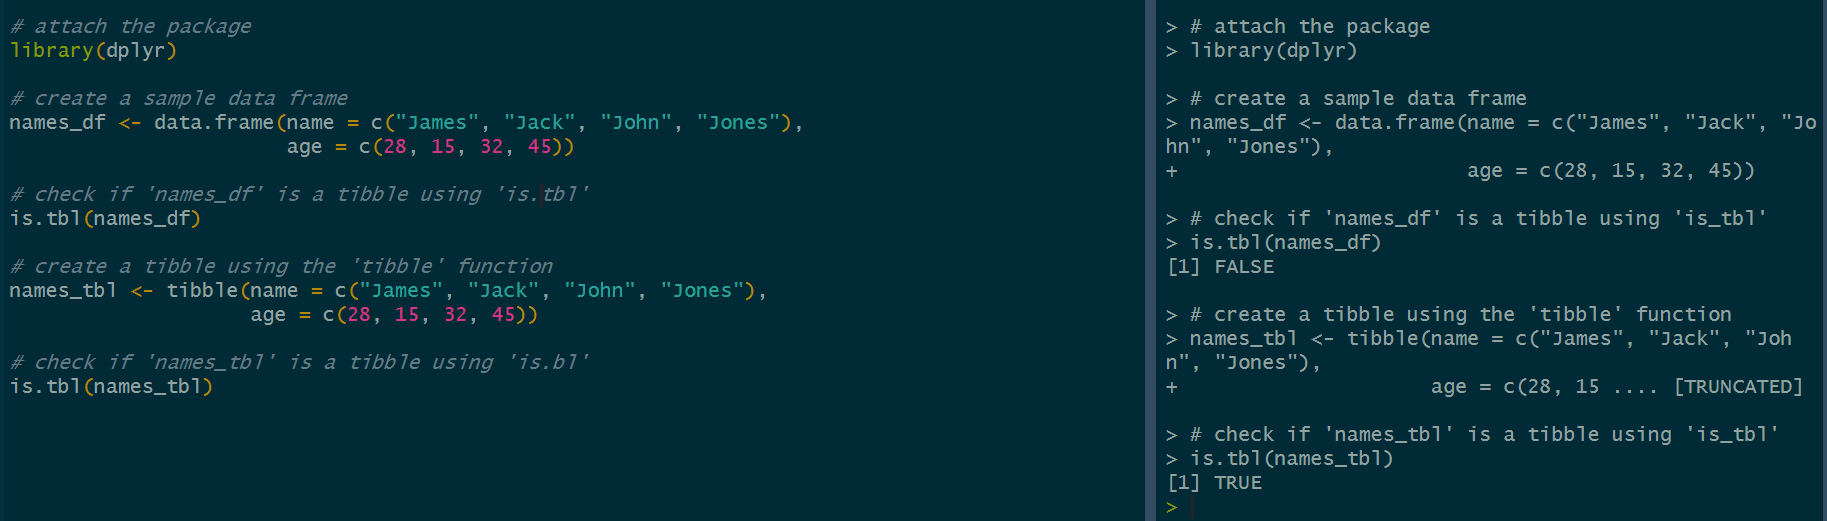 # attach the package
library(dplyr)
# create a sample data frame
names_df <- data.frame(name = c("James", "Jack", "John", "Jones"),
age = c(28, 15, 32, 45))
# check if 'names_df' is a tibble using 'is.tbl'
is.tbl(names_df)
# create a tibble using the 'tibble' function
names_tbl <- tibble(name = c("James", "Jack", "John", "Jones"),
age = c(28, 15, 32, 45))
# check if 'names_tbl' is a tibble using 'is.bl'
is.tbl(names_tbl)
> # attach the package
> library(dplyr)
> # create a sample data frame
> names_df <- data.frame(name = c("James", "Jack", "Jo
hn", "Jones"),
+ age = c(28, 15, 32, 45))
> # check if 'names_df' is a tibble using 'is_tbl'
> is.tbl(names_df)
[1] FALSE
> # create a tibble using the 'tibble' function
> names_tbl <- tibble(name = c("James", "Jack", "Joh
n", "Jones"),
+ age = c(28, 15 .... [TRUNCATED]
> # check if 'names_tbl' is a tibble using 'is_tbl'
> is.tbl(names_tbl)
[1] TRUE
>